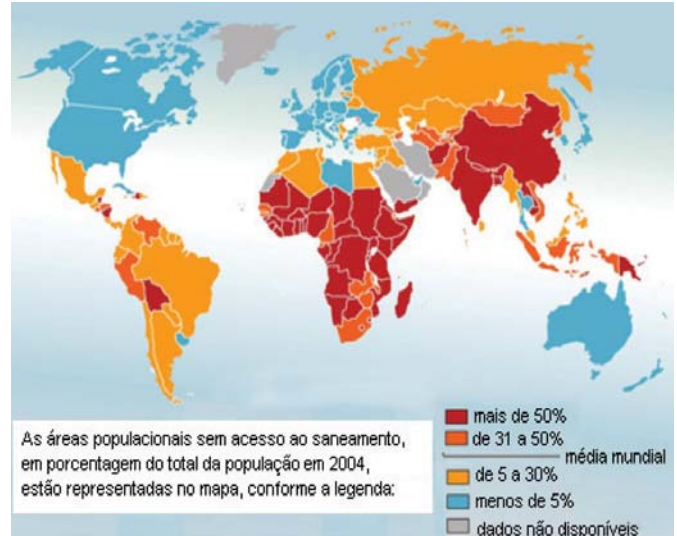 As áreas populacionais sem acesso ao saneamento,
em porcentagem do total da população em 2004,
estão representadas no mapa, conforme a legenda:
mais de 50%
de 31 a 50%
média mundial
de 5 a 30%
menos de 5%
dados não disponíveis